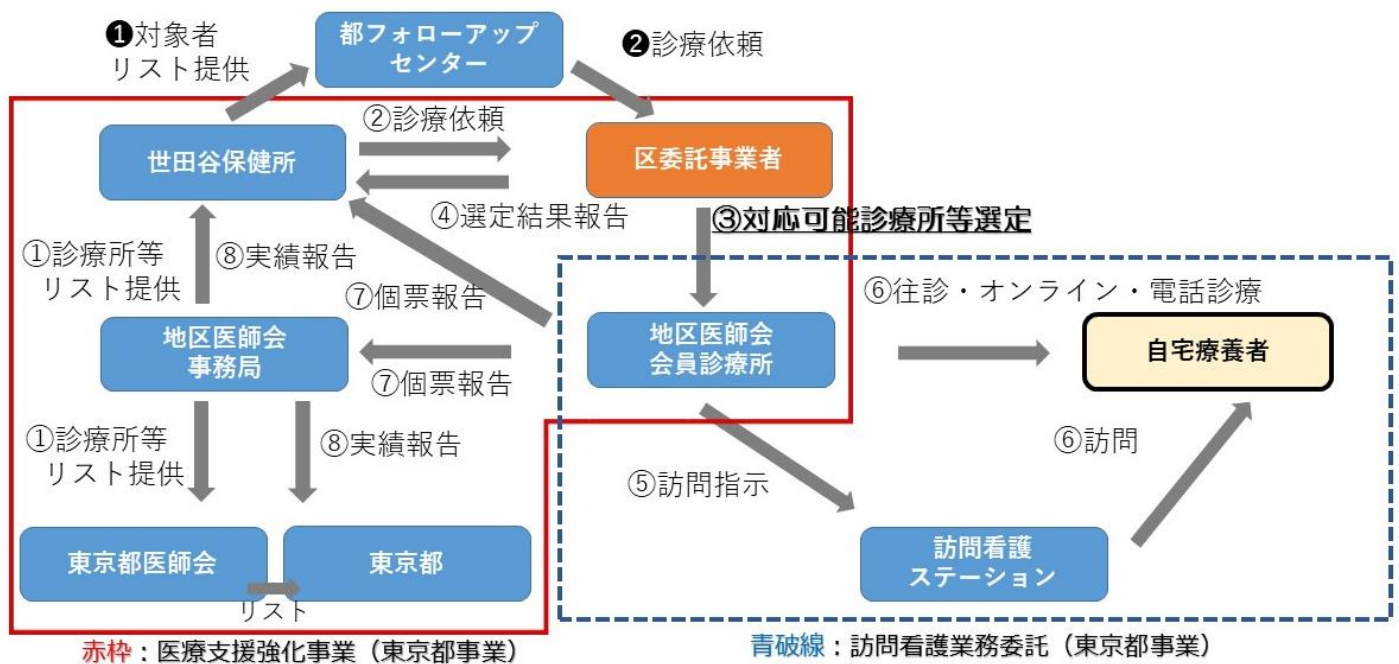 ❶対象者
リスト提供
都フォローアップ
センター
❷診療依頼
世田谷保健所
②診療依頼
区委託事業者
④選定結果報告
③対応可能診療所等選定
①診療所等
リスト提供
⑧実績報告
⑦個票報告
⑥往診・オンライン・電話診療
地区医師会
事務局
⑦個票報告
地区医師会
会員診療所
自宅療養者
①診療所等
リスト提供
⑧実績報告
⑤訪問指示
⑥訪問
東京都医師会
リスト
東京都
訪問看護
ステーション
赤枠：医療支援強化事業（東京都事業）
青破線：訪問看護業務委託（東京都事業）